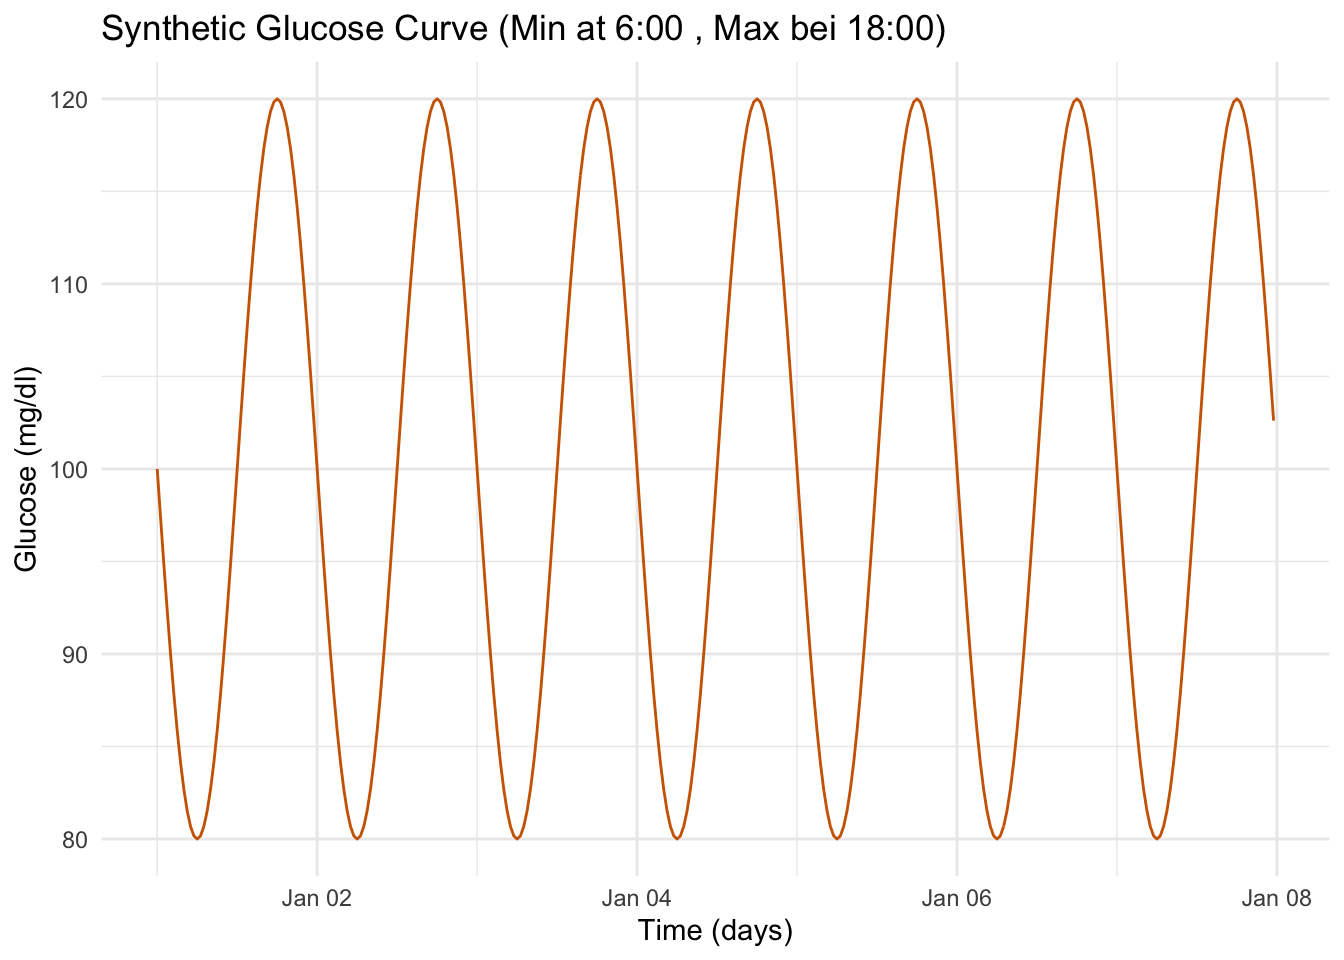 Synthetic Glucose Curve (Min at 6:00 , Max bei 18:00)
120
110
100
90
80
Glucose (mg/dl)
Jan 02
Jan 04
Jan 06
Jan 08
Time (days)